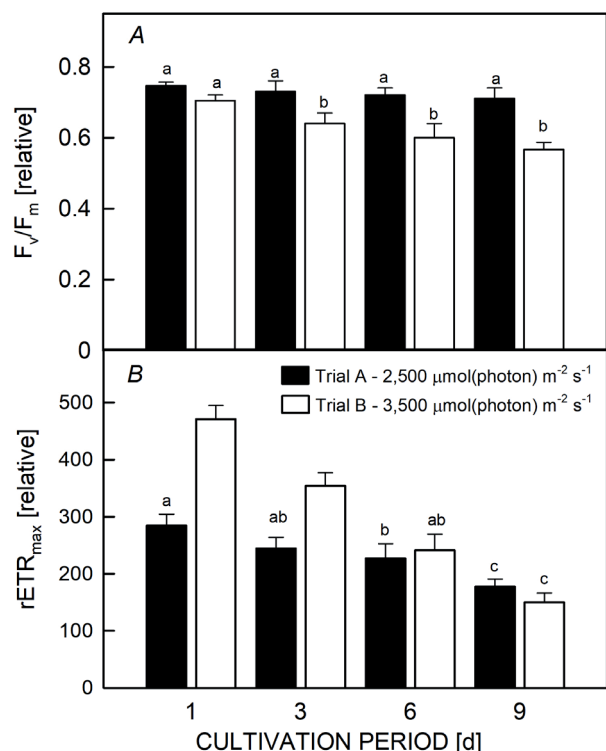 A
a a a a a
b b b
0.8
0.6
0.4
0.2
0
Fv/Fm [relative]
B
Trial A - 2,500 μmol(photon) m-2 s-1
Trial B - 3,500 μmol(photon) m-2 s-1
500
400
300
200
100
0
rETRmax [relative]
a ab b ab c c
1 3 6 9
CULTIVATION PERIOD [d]